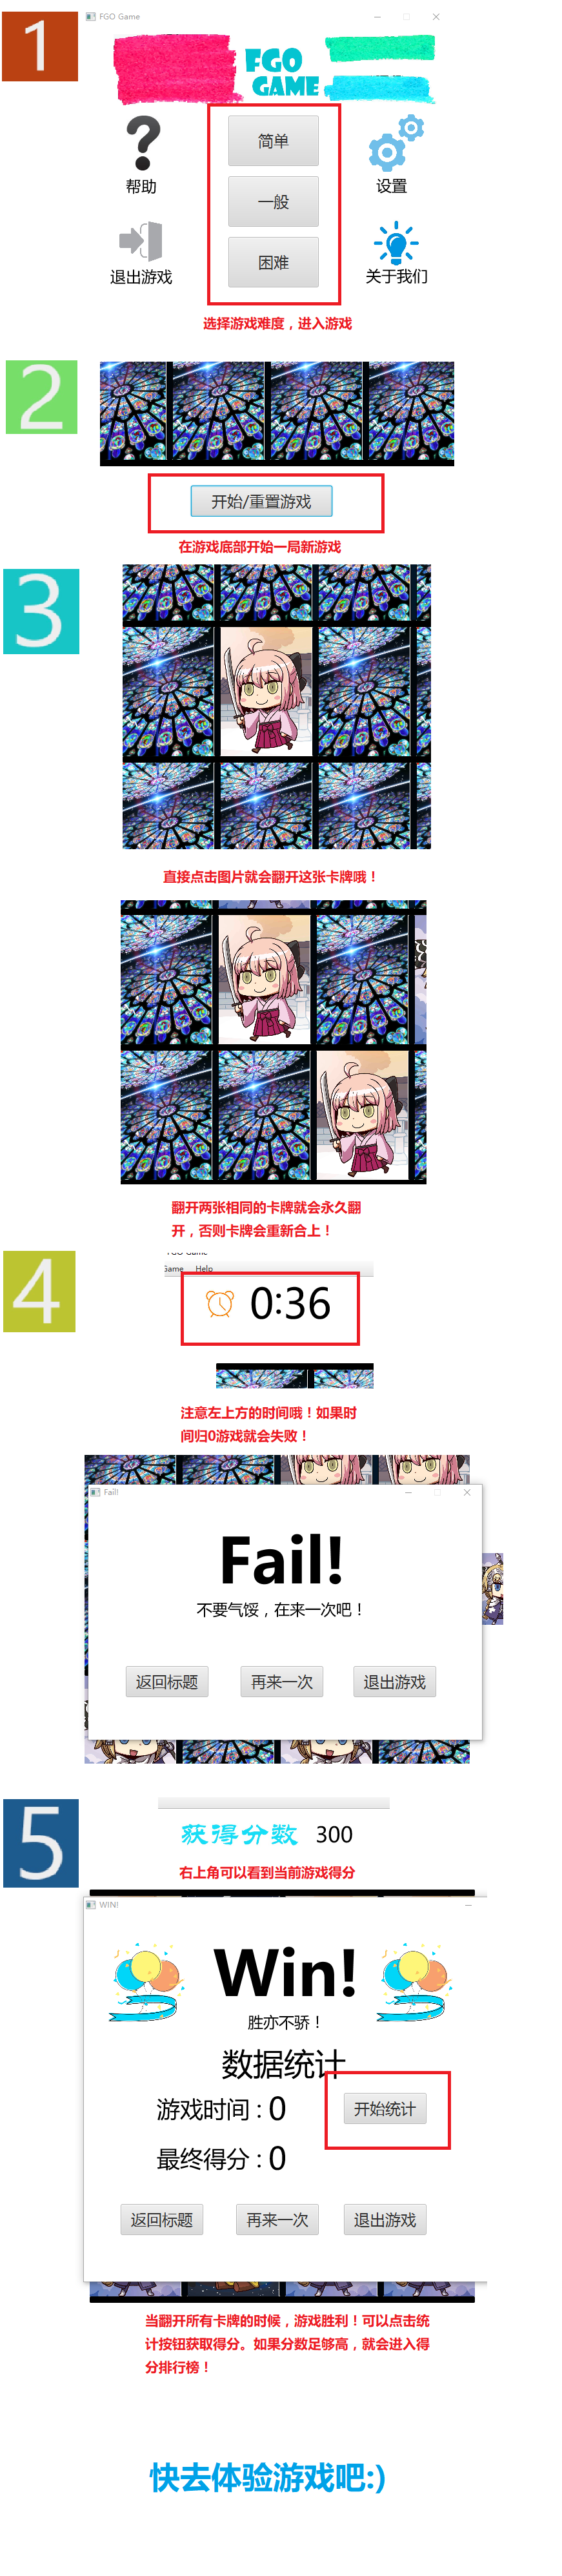 1
FGO Game
FGO
GAME
简单
帮助
设置
一般
困难
退出游戏
关于我们
选择游戏难度，进入游戏
2
开始/重置游戏
在游戏底部开始一局新游戏
3
直接点击图片就会翻开这张卡牌哦！
翻开两张相同的卡牌就会永久翻
开，否则卡牌会重新合上！
4
FGO Game
Game Help
0:36
注意左上方的时间哦！如果时
间归0游戏就会失败！
Fail!
Fail!
不要气馁，在来一次吧！
返回标题 再来一次 退出游戏
5
获得分数 300
右上角可以看到当前游戏得分
WIN!
Win!
胜亦不骄！
数据统计
游戏时间：0 开始统计
最终得分：0
返回标题 再来一次 退出游戏
当翻开所有卡牌的时候，游戏胜利！可以点击统
计按钮获取得分。如果分数足够高，就会进入得
分排行榜！
快去体验游戏吧:)